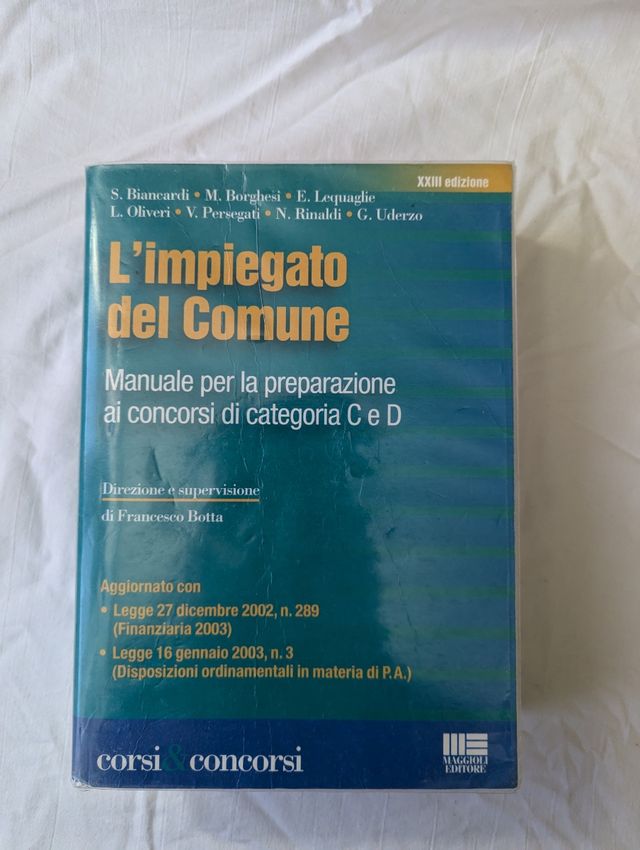 XXIII edizione
S. Biancardi • M. Borghesi • E. Lequaglie
L. Oliveri • V. Persegati • N. Rinaldi • G. Uderzo
L'impiegato
del Comune
Manuale per la preparazione
ai concorsi di categoria C e D
Direzione e supervisione
di Francesco Botta
Aggiornato con
• Legge 27 dicembre 2002, n. 289
(Finanziaria 2003)
• Legge 16 gennaio 2003, n. 3
(Disposizioni ordinamentali in materia di P.A.)
corsi&concorsi
MAGGIOLI
EDITORE